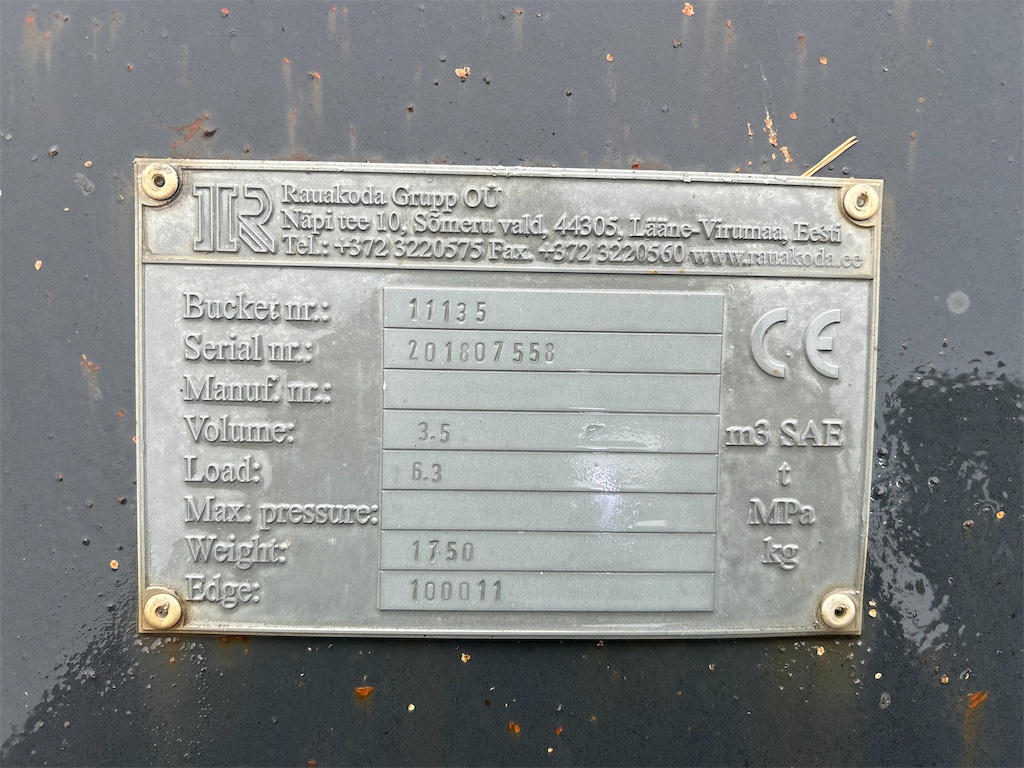 R Rauakoda Grupp OÜ
Näpi tee 10, Sõmeru vald, 44305, Lääne-Virumaa, Eesti
Tel.: +372 3220575 Fax. +372 3220560 www.rauakoda.ee
Bucket nr.: 11135
Serial nr.: 201807558
Manuf. nr.:
Volume: 3.5 m3 SAE
Load: 6.3 t
Max. pressure: MPa
Weight: 1750 kg
Edge: 100011
CE